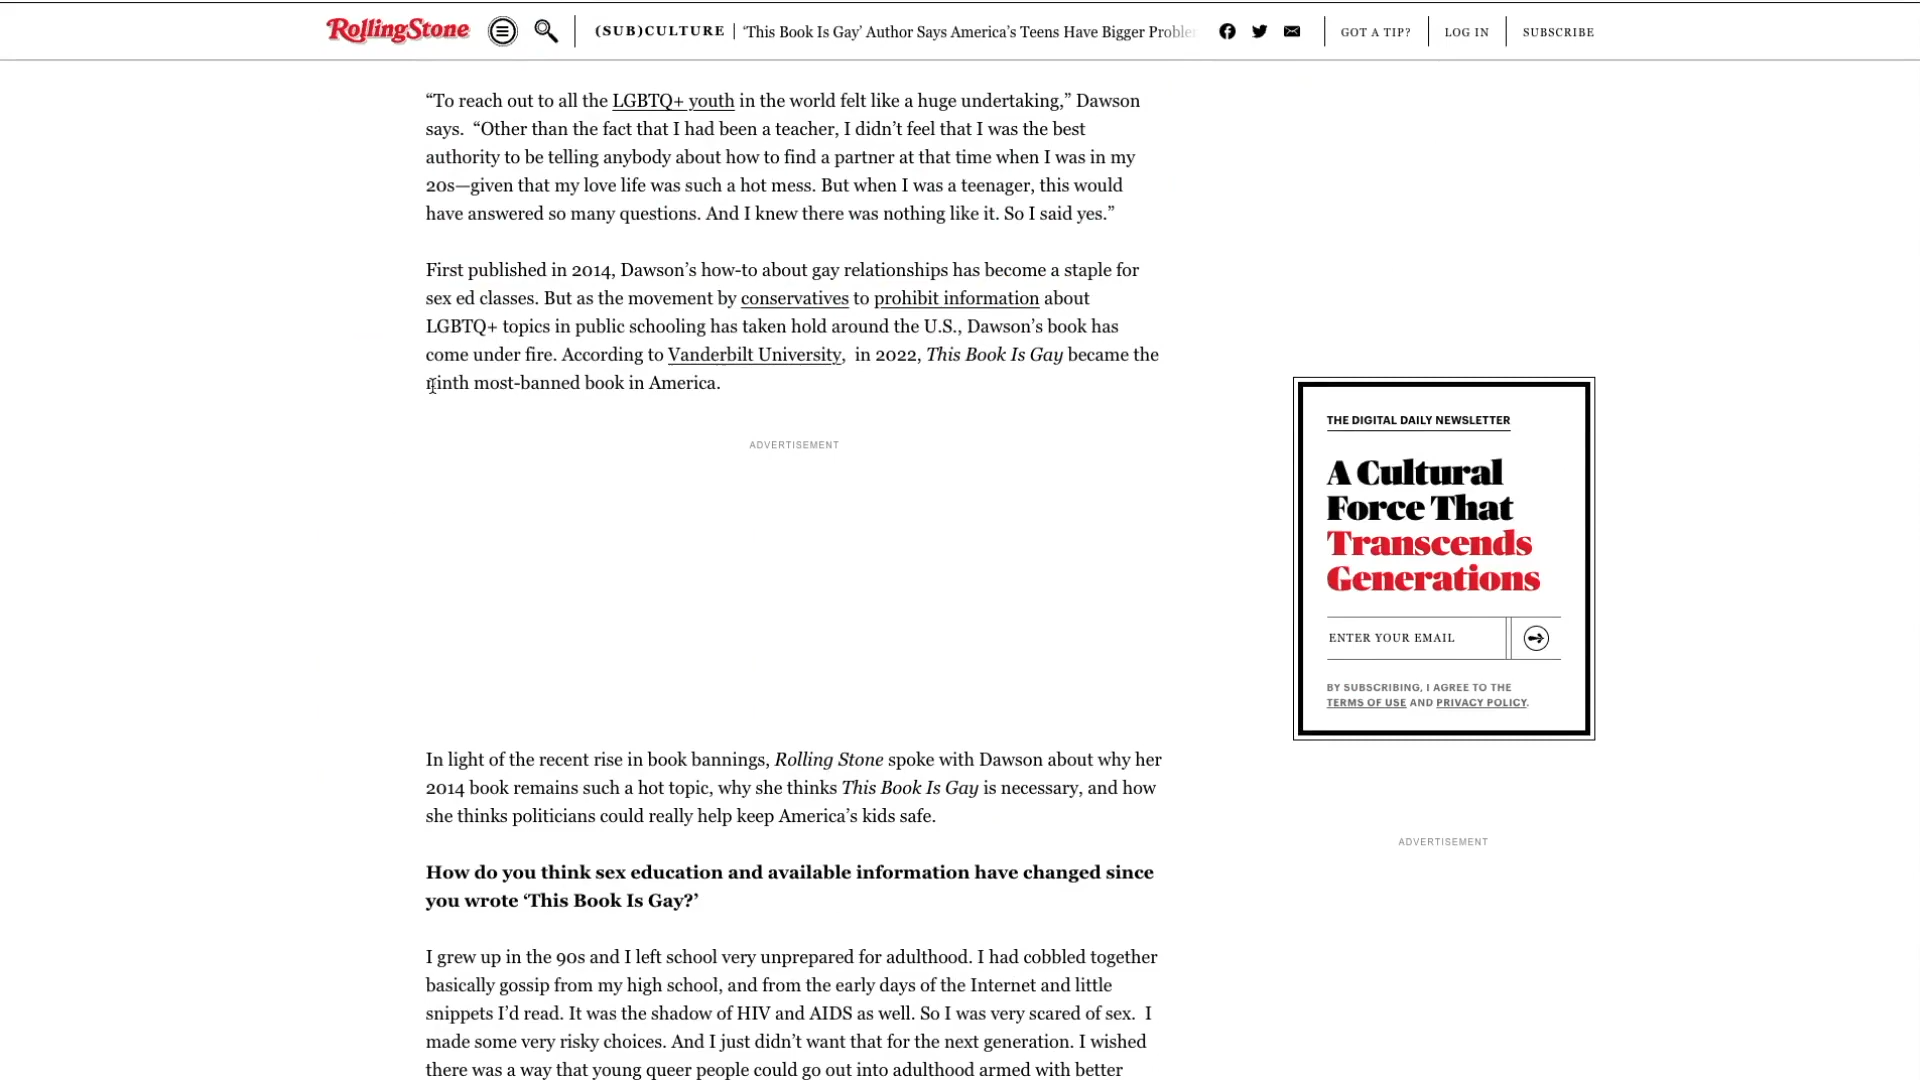 RollingStone
(SUB)CULTURE | ‘This Book Is Gay’ Author Says America’s Teens Have Bigger Proble
GOT A TIP?
LOG IN
SUBSCRIBE
“To reach out to all the LGBTQ+ youth in the world felt like a huge undertaking,” Dawson
says.  “Other than the fact that I had been a teacher, I didn’t feel that I was the best
authority to be telling anybody about how to find a partner at that time when I was in my
20s—given that my love life was such a hot mess. But when I was a teenager, this would
have answered so many questions. And I knew there was nothing like it. So I said yes.”
First published in 2014, Dawson’s how-to about gay relationships has become a staple for
sex ed classes. But as the movement by conservatives to prohibit information about
LGBTQ+ topics in public schooling has taken hold around the U.S., Dawson’s book has
come under fire. According to Vanderbilt University,  in 2022, This Book Is Gay became the
ninth most-banned book in America.
ADVERTISEMENT
THE DIGITAL DAILY NEWSLETTER
A Cultural
Force That
Transcends
Generations
ENTER YOUR EMAIL
BY SUBSCRIBING, I AGREE TO THE
TERMS OF USE AND PRIVACY POLICY.
In light of the recent rise in book bannings, Rolling Stone spoke with Dawson about why her
2014 book remains such a hot topic, why she thinks This Book Is Gay is necessary, and how
she thinks politicians could really help keep America’s kids safe.
ADVERTISEMENT
How do you think sex education and available information have changed since
you wrote ‘This Book Is Gay?’
I grew up in the 90s and I left school very unprepared for adulthood. I had cobbled together
basically gossip from my high school, and from the early days of the Internet and little
snippets I’d read. It was the shadow of HIV and AIDS as well. So I was very scared of sex.  I
made some very risky choices. And I just didn’t want that for the next generation. I wished
there was a way that young queer people could go out into adulthood armed with better